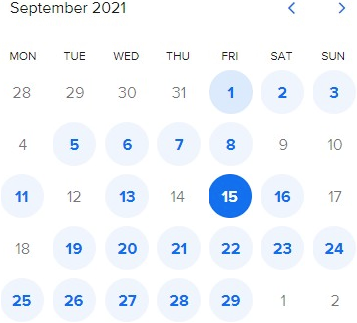 September 2021
MON TUE WED THU FRI SAT SUN
28 29 30 31 1 2 3
4 5 6 7 8 9 10
11 12 13 14 15 16 17
18 19 20 21 22 23 24
25 26 27 28 29 1 2